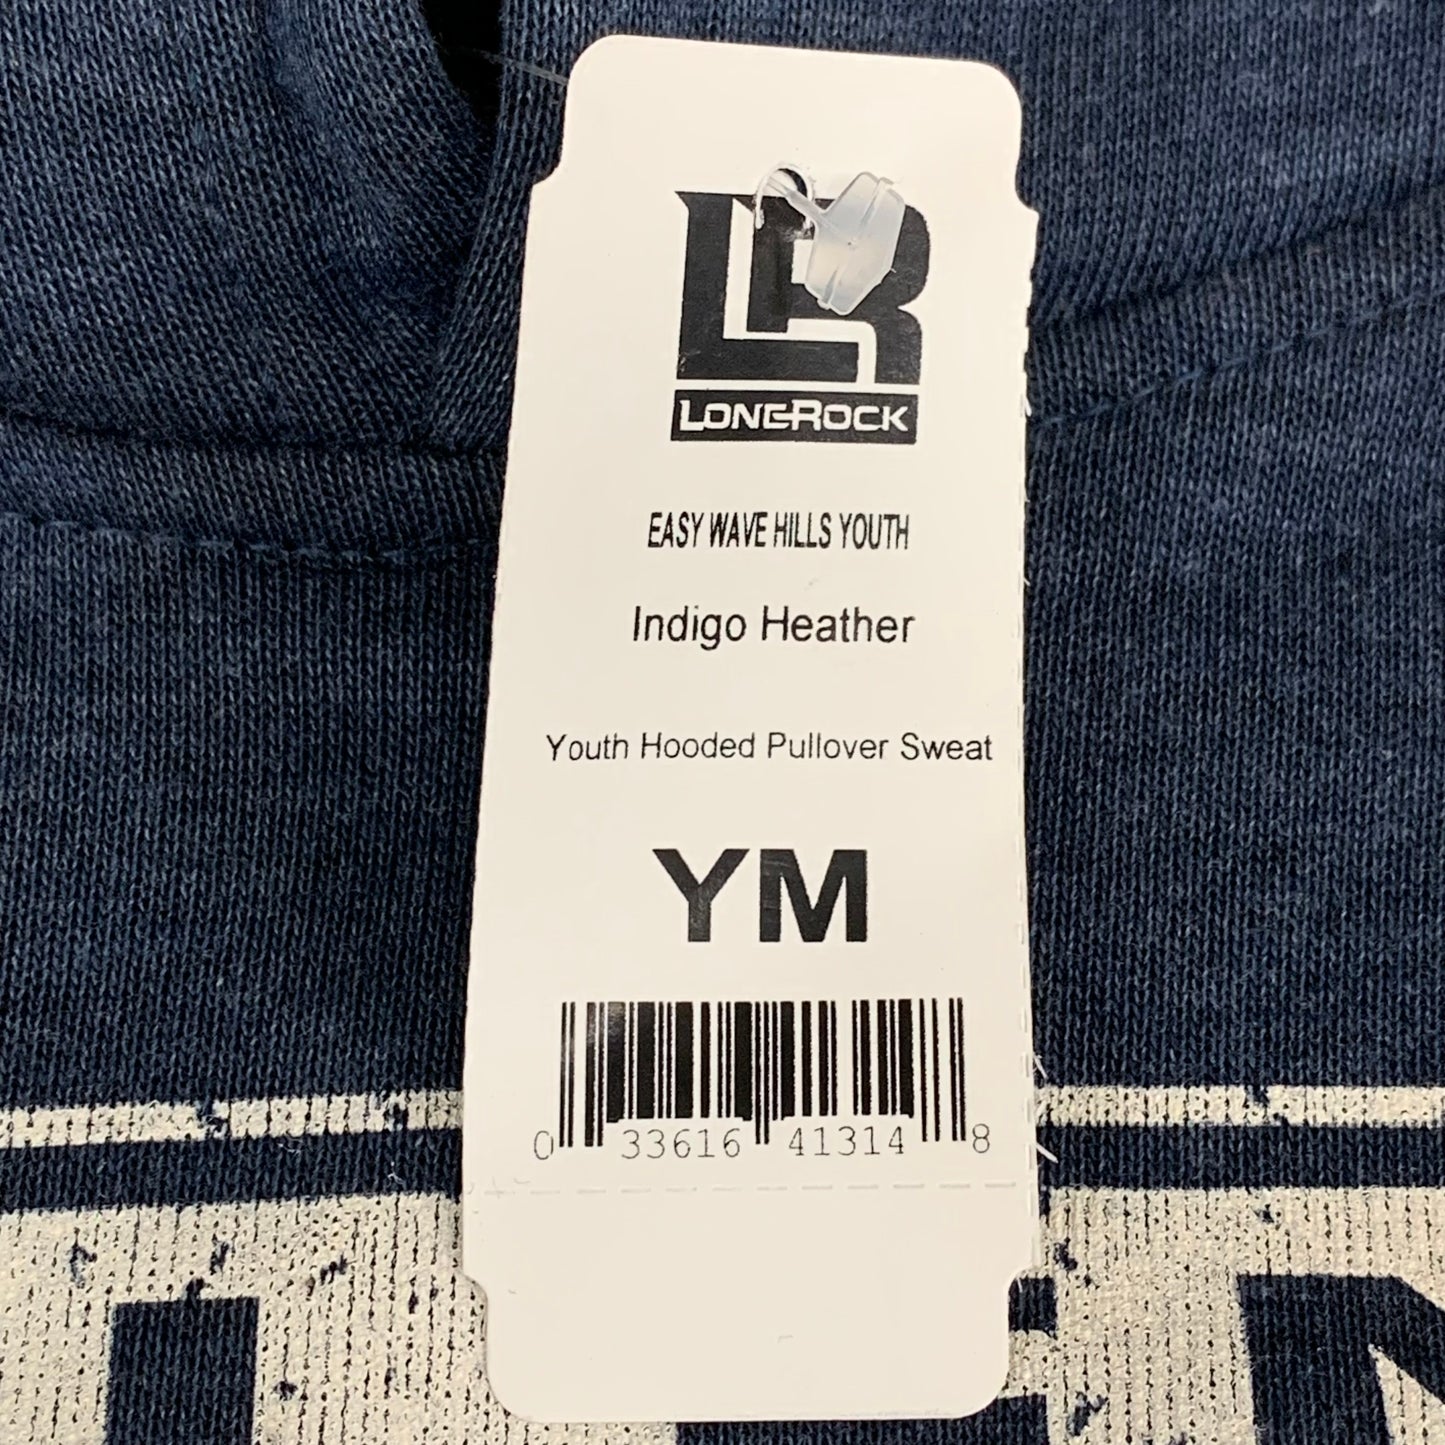 LR
LONEROCK
EASY WAVE HILLS YOUTH
Indigo Heather
Youth Hooded Pullover Sweat
YM
0 33616 41314 8